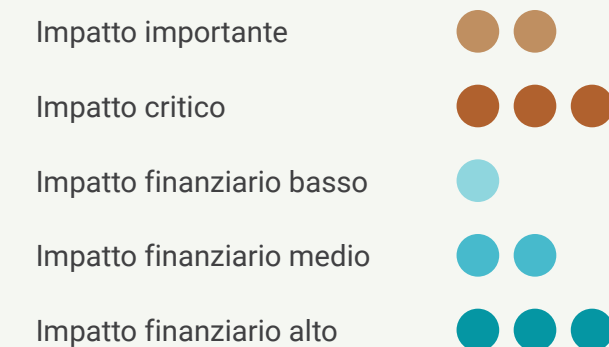 Impatto importante
Impatto critico
Impatto finanziario basso
Impatto finanziario medio
Impatto finanziario alto